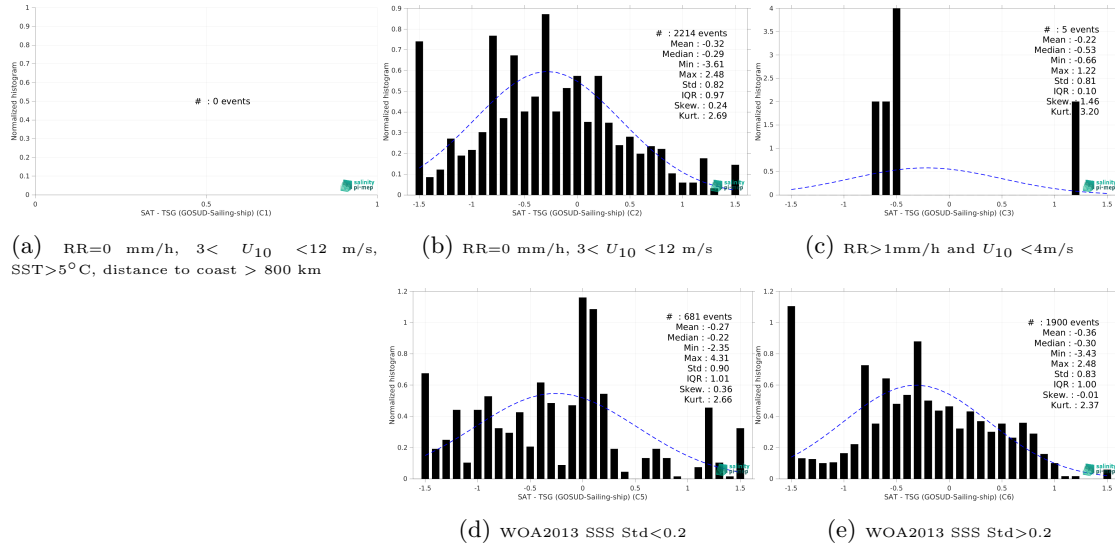 1
0.9
0.8
0.7
0.6
0.5
0.4
0.3
0.2
0.1
0
Normalized histogram
# : 0 events
0 0.5 1
SAT - TSG (GOSUD-Sailing-ship) (C1)
salinity
pi-mep
0.9
0.8
0.7
0.6
0.5
0.4
0.3
0.2
0.1
0
Normalized histogram
# : 2214 events
Mean : -0.32
Median : -0.29
Min : -3.61
Max : 2.48
Std : 0.82
IQR : 0.97
Skew. : 0.24
Kurt. : 2.69
-1.5 -1 -0.5 0 0.5 1 1.5
SAT - TSG (GOSUD-Sailing-ship) (C2)
salinity
pi-mep
4
3.5
3
2.5
2
1.5
1
0.5
0
Normalized histogram
# : 5 events
Mean : -0.22
Median : -0.53
Min : -0.66
Max : 1.22
Std : 0.81
IQR : 0.10
Skew. : 1.46
Kurt. : 3.20
-1.5 -1 -0.5 0 0.5 1 1.5
SAT - TSG (GOSUD-Sailing-ship) (C3)
salinity
pi-mep
(a) RR=0 mm/h, 3< U10 <12 m/s,
SST>5°C, distance to coast > 800 km
(b) RR=0 mm/h, 3< U10 <12 m/s
(c) RR>1mm/h and U10 <4m/s
1.2
1
0.8
0.6
0.4
0.2
0
Normalized histogram
# : 681 events
Mean : -0.27
Median : -0.22
Min : -2.35
Max : 4.31
Std : 0.90
IQR : 1.01
Skew. : 0.36
Kurt. : 2.66
-1.5 -1 -0.5 0 0.5 1 1.5
SAT - TSG (GOSUD-Sailing-ship) (C5)
salinity
pi-mep
1.2
1
0.8
0.6
0.4
0.2
0
Normalized histogram
# : 1900 events
Mean : -0.36
Median : -0.30
Min : -3.43
Max : 2.48
Std : 0.83
IQR : 1.00
Skew. : -0.01
Kurt. : 2.37
-1.5 -1 -0.5 0 0.5 1 1.5
SAT - TSG (GOSUD-Sailing-ship) (C6)
salinity
pi-mep
(d) WOA2013 SSS Std<0.2
(e) WOA2013 SSS Std>0.2